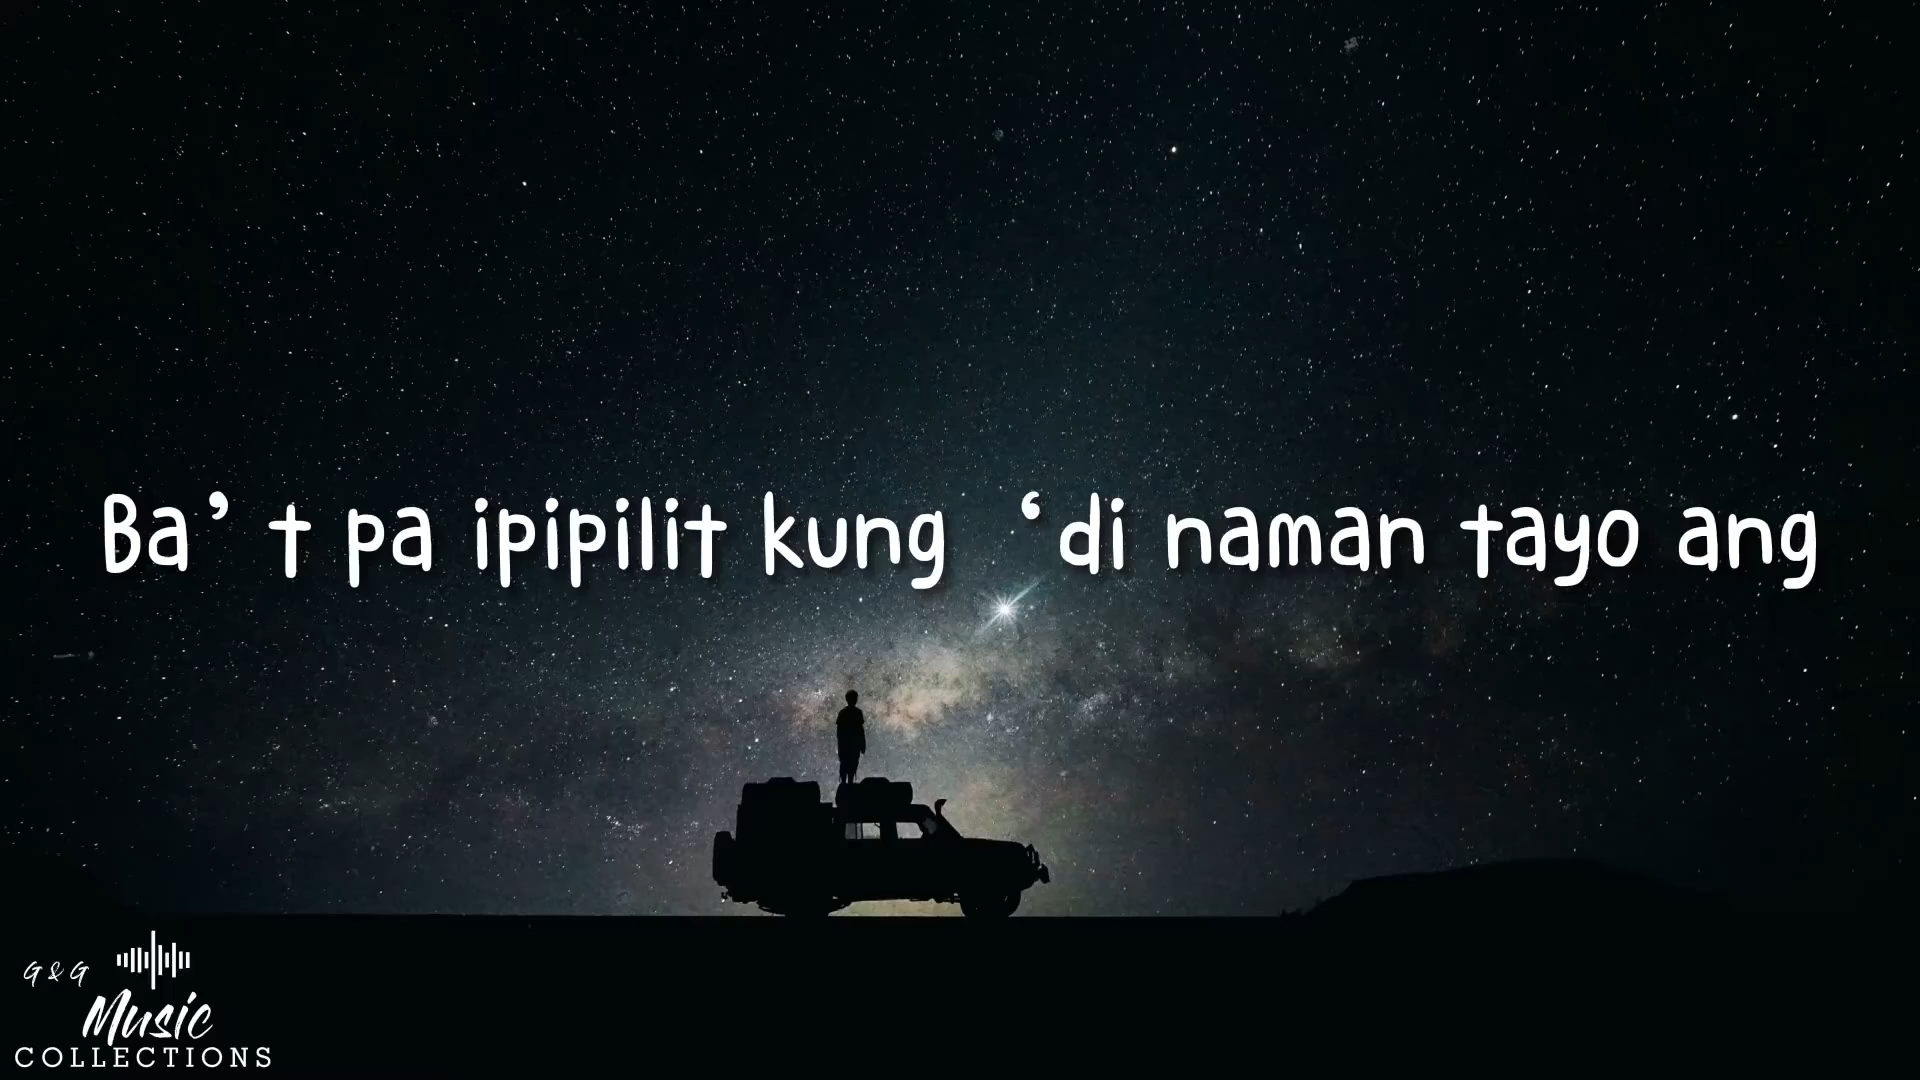 Ba’ t pa ipipilit kung ‘di naman tayo ang
G & G
Music
COLLECTIONS